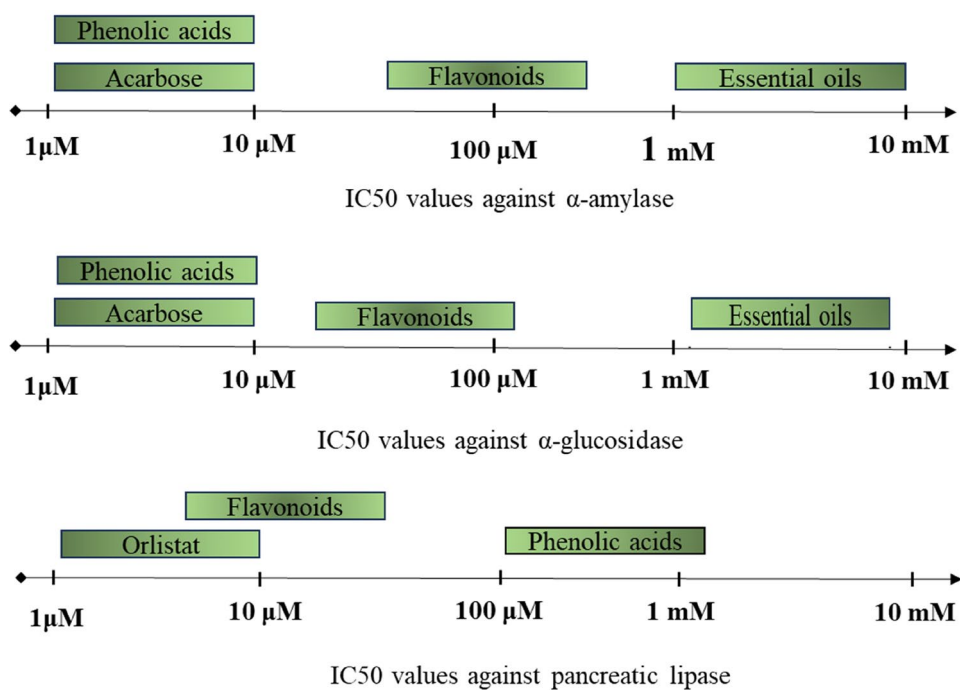 Phenolic acids
Acarbose
Flavonoids
Essential oils
1μM
10 μM
100 μM
1 mM
10 mM
IC50 values against α-amylase
Phenolic acids
Acarbose
Flavonoids
Essential oils
1μM
10 μM
100 μM
1 mM
10 mM
IC50 values against α-glucosidase
Flavonoids
Orlistat
Phenolic acids
1μM
10 μM
100 μM
1 mM
10 mM
IC50 values against pancreatic lipase